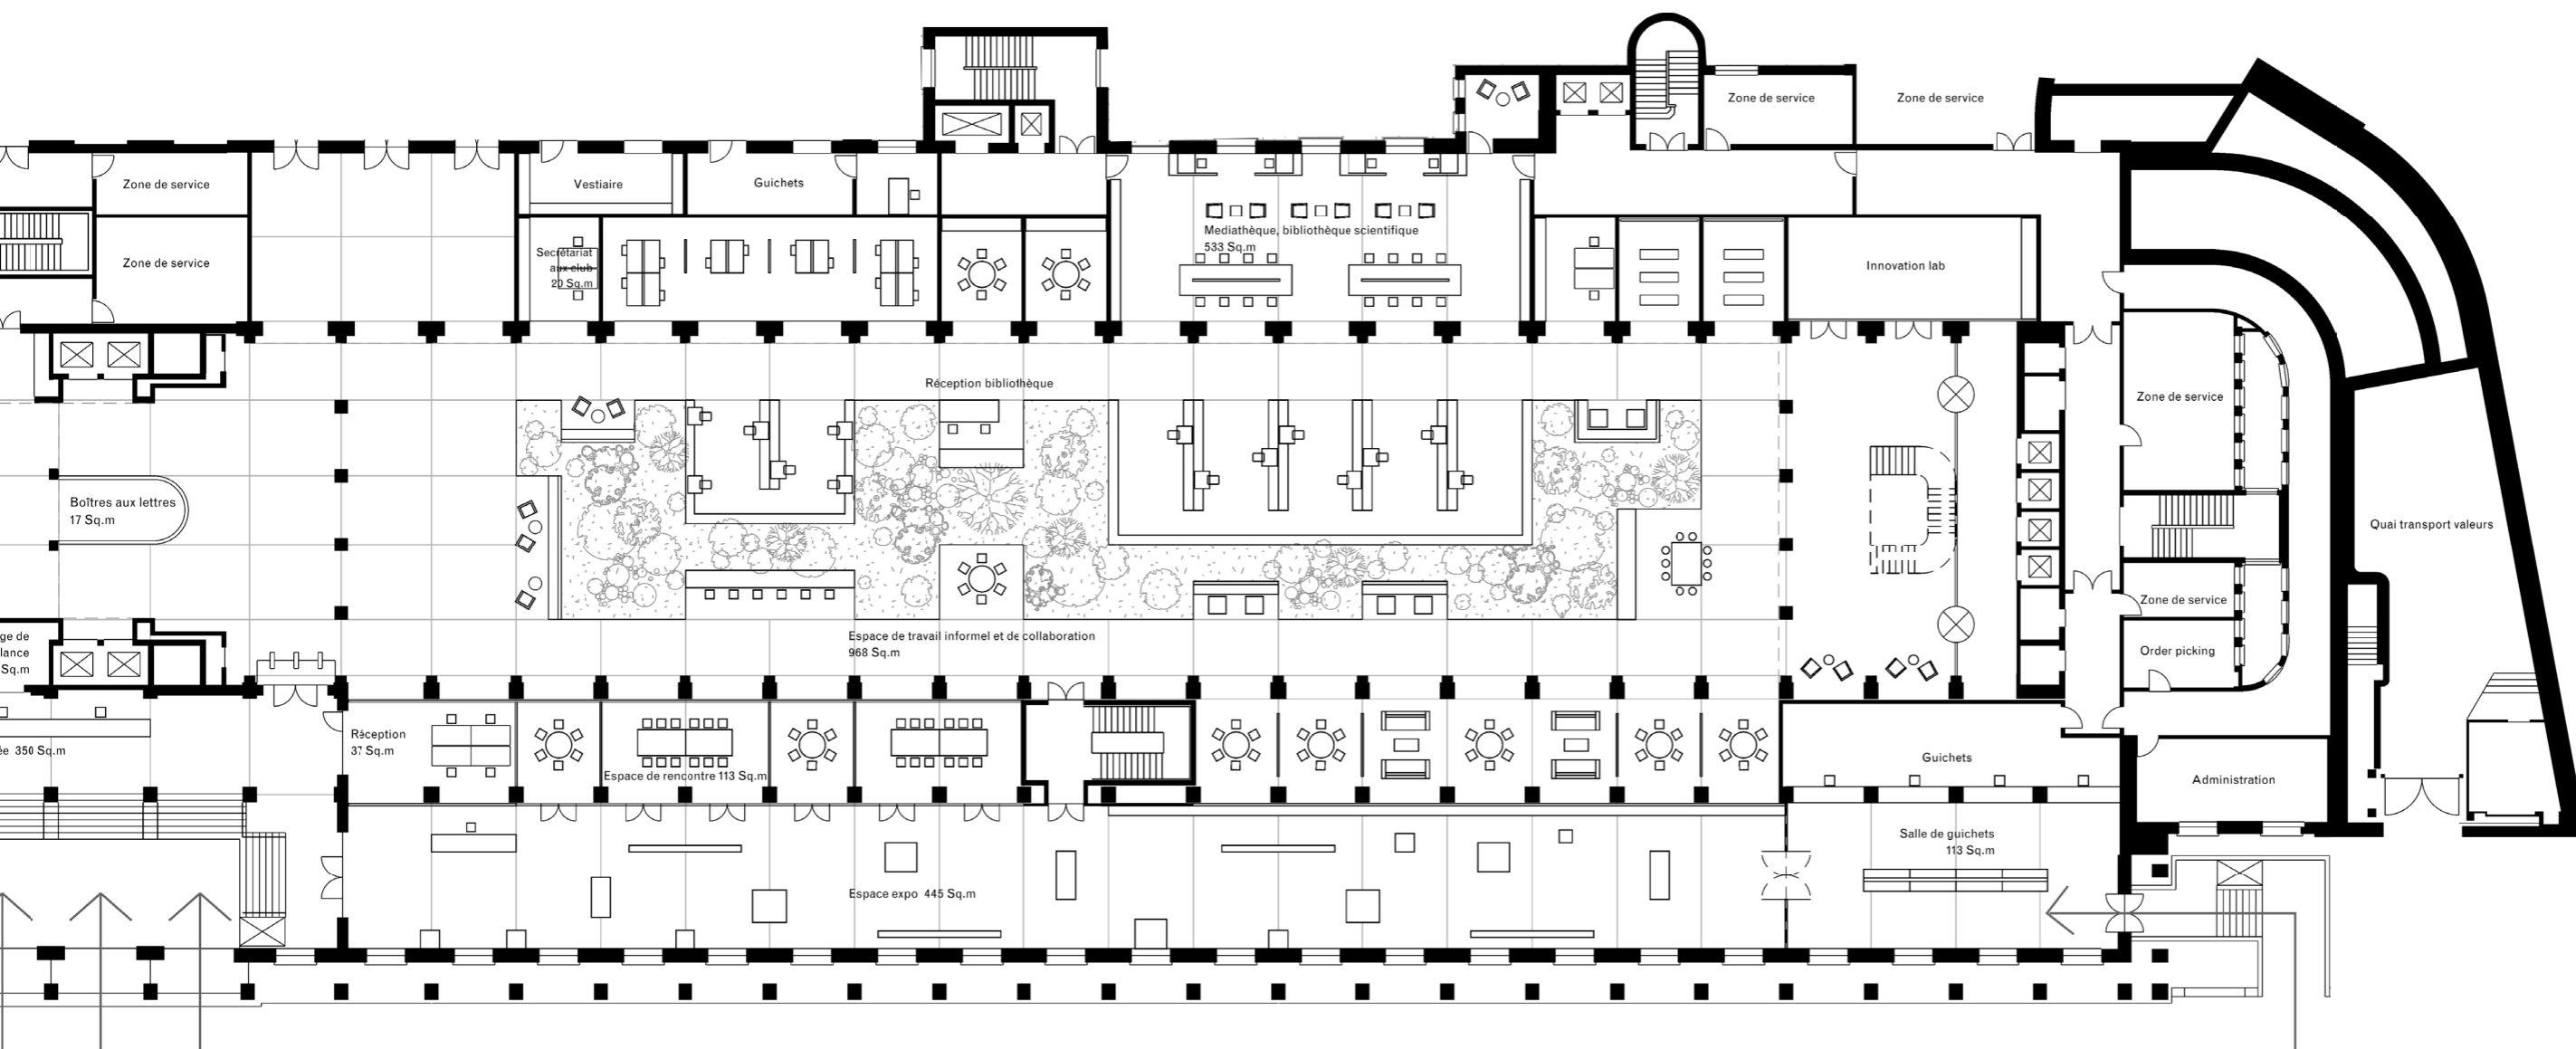 Zone de service
Zone de service
Zone de service
Vestiaire
Guichets
Mediathèque, bibliothèque scientifique
533 Sq.m
Secrétariat
aux club
20 Sq.m
Zone de service
Innovation lab
Réception bibliothèque
Zone de service
Boîtres aux lettres
17 Sq.m
Quai transport valeurs
Zone de service
ge de
lance
Sq.m
Espace de travail informel et de collaboration
968 Sq.m
Order picking
Réception
37 Sq.m
ée 350 Sq.m
Espace de rencontre 113 Sq.m
Guichets
Administration
Salle de guichets
113 Sq.m
Espace expo 445 Sq.m